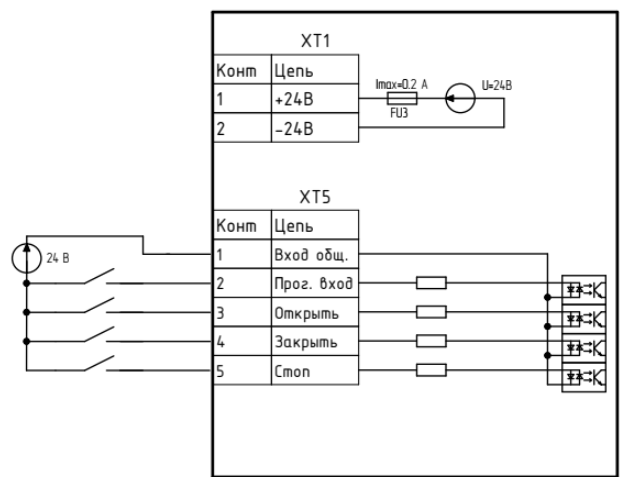 XT1
Конт Цепь
1 +24В
2 -24В
Imax=0.2 А
FU3
U=24В
XT5
Конт Цепь
1 Вход общ.
2 Прог. вход
3 Открыть
4 Закрыть
5 Стоп
24 В